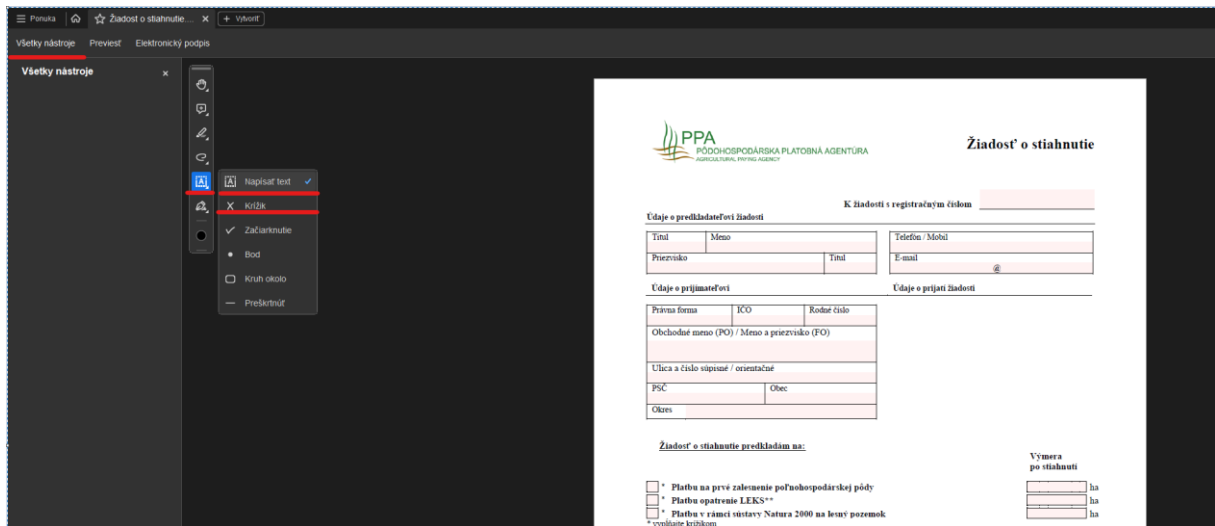 Ponuka Žiadost o stiahnutie.... × + Vytvoriť
Všetky nástroje Previesť Elektronický podpis
Všetky nástroje ×
Napísať text
Krížik
Začiarknutie
Bod
Kruh okolo
Preškrtnúť
PPA
PÔDOHOSPODÁRSKA PLATOBNÁ AGENTÚRA
AGRICULTURAL PAYING AGENCY
Žiadosť o stiahnutie
K žiadosti s registračným číslom
Údaje o predkladateľovi žiadosti
Titul Meno Telefón / Mobil
Priezvisko Titul E-mail
@
Údaje o prijímateľovi Údaje o prijatí žiadosti
Právna forma IČO Rodné číslo
Obchodné meno (PO) / Meno a priezvisko (FO)
Ulica a číslo súpisné / orientačné
PSČ Obec
Okres
Žiadosť o stiahnutie predkladám na:
Výmera
po stiahnutí
* Platbu na prvé zalesnenie poľnohospodárskej pôdy ha
* Platbu opatrenie LEKS** ha
* Platbu v rámci sústavy Natura 2000 na lesný pozemok ha
* vyplňajte krížikom